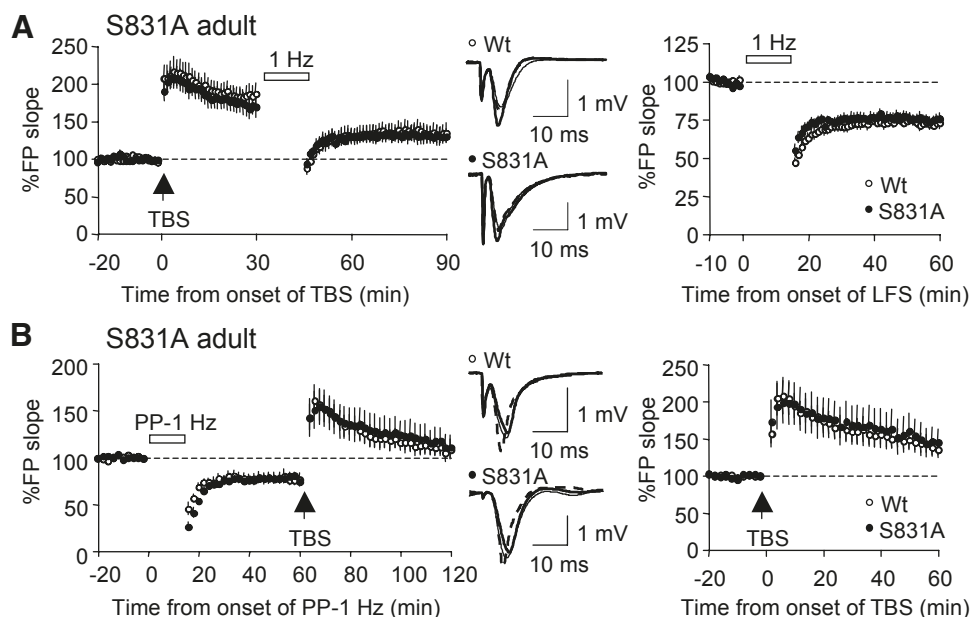 A
S831A adult
%FP slope
250
200
150
100
50
0
1 Hz
TBS
-20 0 30 60 90
Time from onset of TBS (min)
Wt
1 mV
10 ms
S831A
1 mV
10 ms
%FP slope
125
100
75
50
25
0
1 Hz
Wt
S831A
-10 0 20 40 60
Time from onset of LFS (min)
B
S831A adult
%FP slope
200
150
100
50
0
PP-1 Hz
TBS
-20 0 20 40 60 80 100 120
Time from onset of PP-1 Hz (min)
Wt
1 mV
10 ms
S831A
1 mV
10 ms
%FP slope
250
200
150
100
50
0
TBS
Wt
S831A
-20 0 20 40 60
Time from onset of TBS (min)